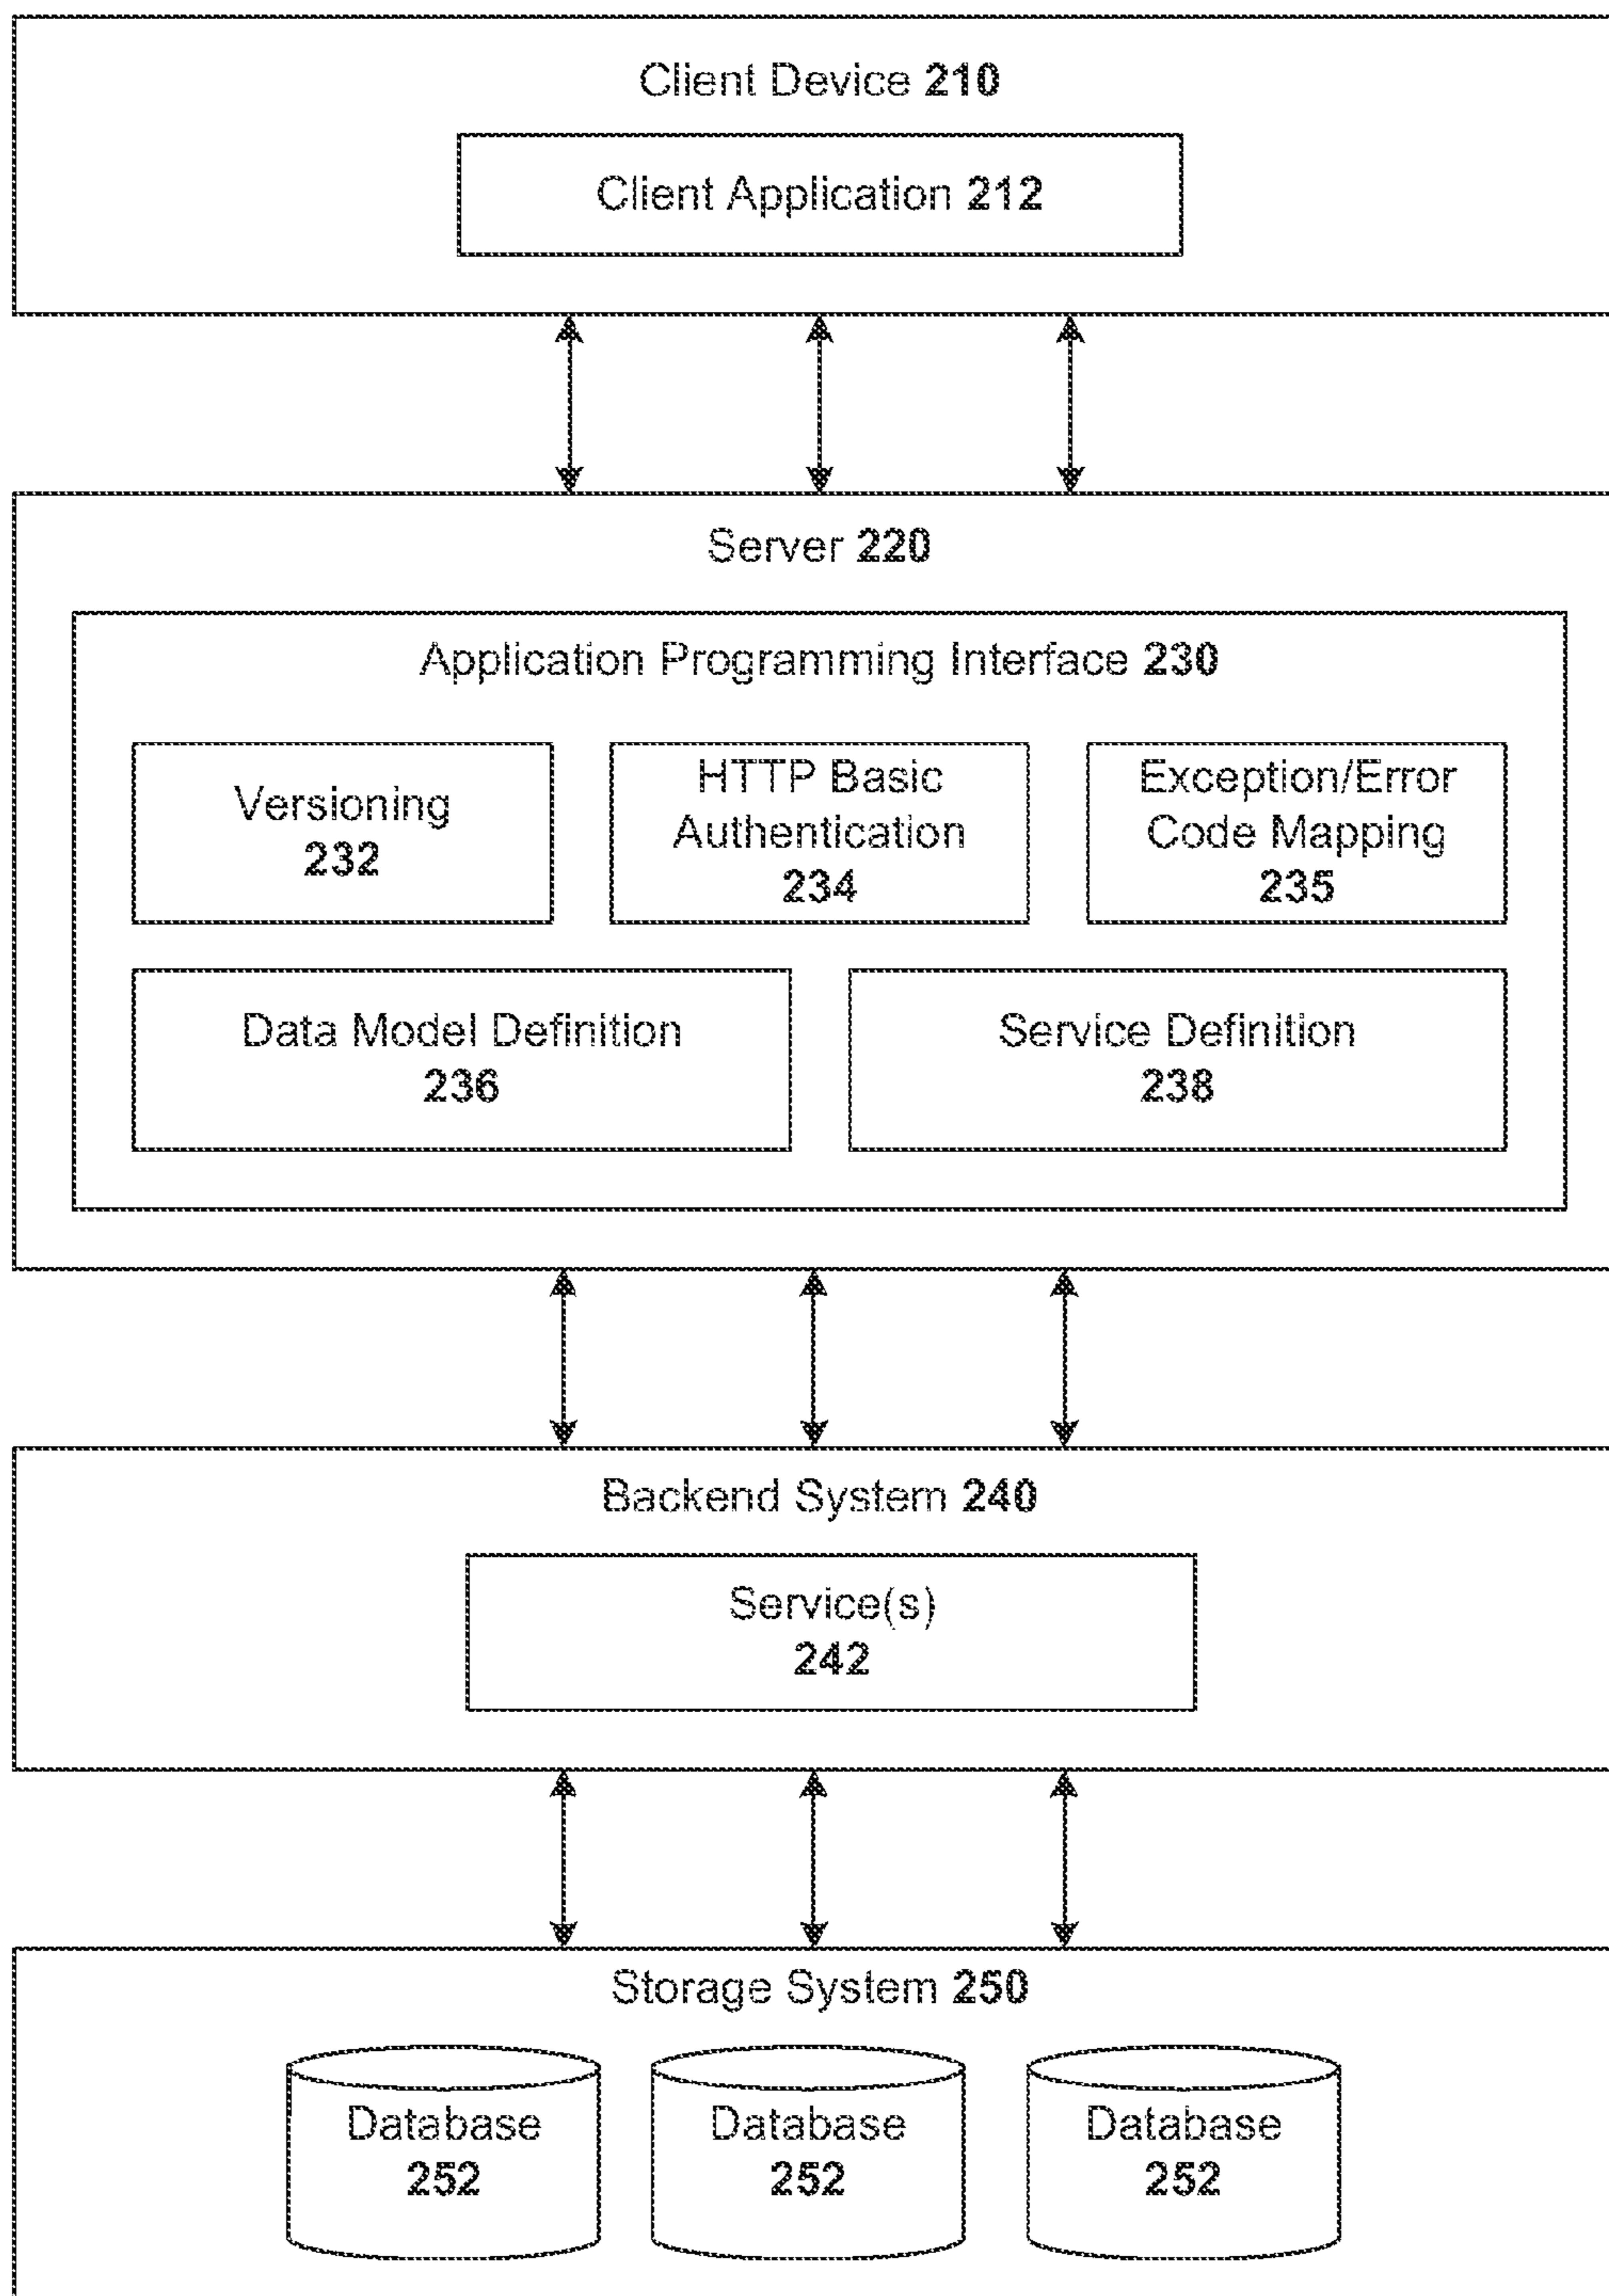 Client Device 210
Client Application 212
Server 220
Application Programming Interface 230
Versioning
232
HTTP Basic
Authentication
234
Exception/Error
Code Mapping
235
Data Model Definition
236
Service Definition
238
Backend System 240
Service(s)
242
Storage System 250
Database
252
Database
252
Database
252